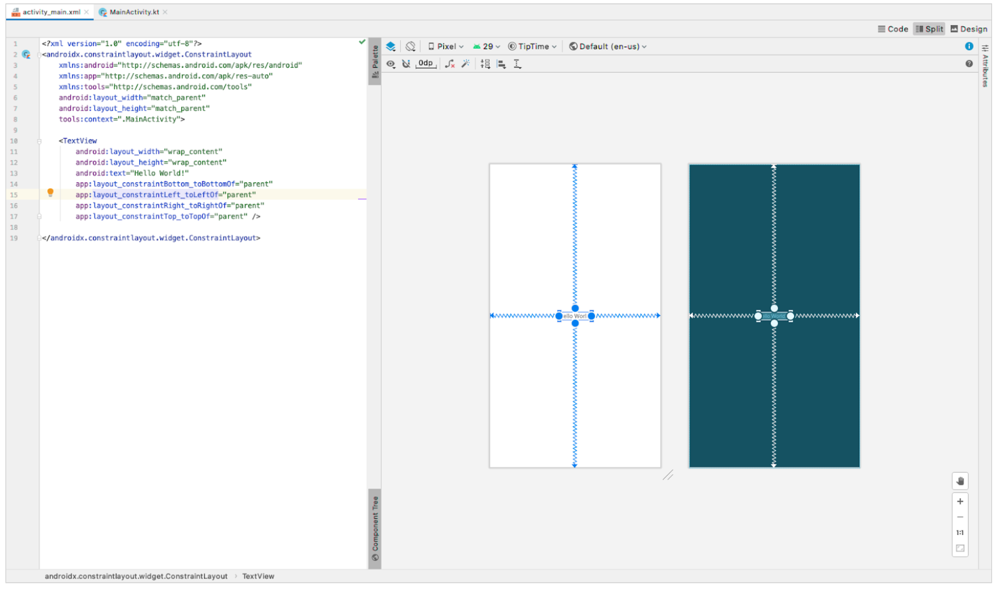 activity_main.xml
MainActivity.kt
Code
Split
Design
1 <?xml version="1.0" encoding="utf-8"?>
2 <androidx.constraintlayout.widget.ConstraintLayout
3 xmlns:android="http://schemas.android.com/apk/res/android"
4 xmlns:app="http://schemas.android.com/apk/res-auto"
5 xmlns:tools="http://schemas.android.com/tools"
6 android:layout_width="match_parent"
7 android:layout_height="match_parent"
8 tools:context=".MainActivity">
9
10 <TextView
11 android:layout_width="wrap_content"
12 android:layout_height="wrap_content"
13 android:text="Hello World!"
14 app:layout_constraintBottom_toBottomOf="parent"
15 app:layout_constraintLeft_toLeftOf="parent"
16 app:layout_constraintRight_toRightOf="parent"
17 app:layout_constraintTop_toTopOf="parent" />
18
19 </androidx.constraintlayout.widget.ConstraintLayout>
Palette
Component Tree
Pixel
29
TipTime
Default (en-us)
0dp
Attributes
ello Worl
llo World
1:1
androidx.constraintlayout.widget.ConstraintLayout > TextView